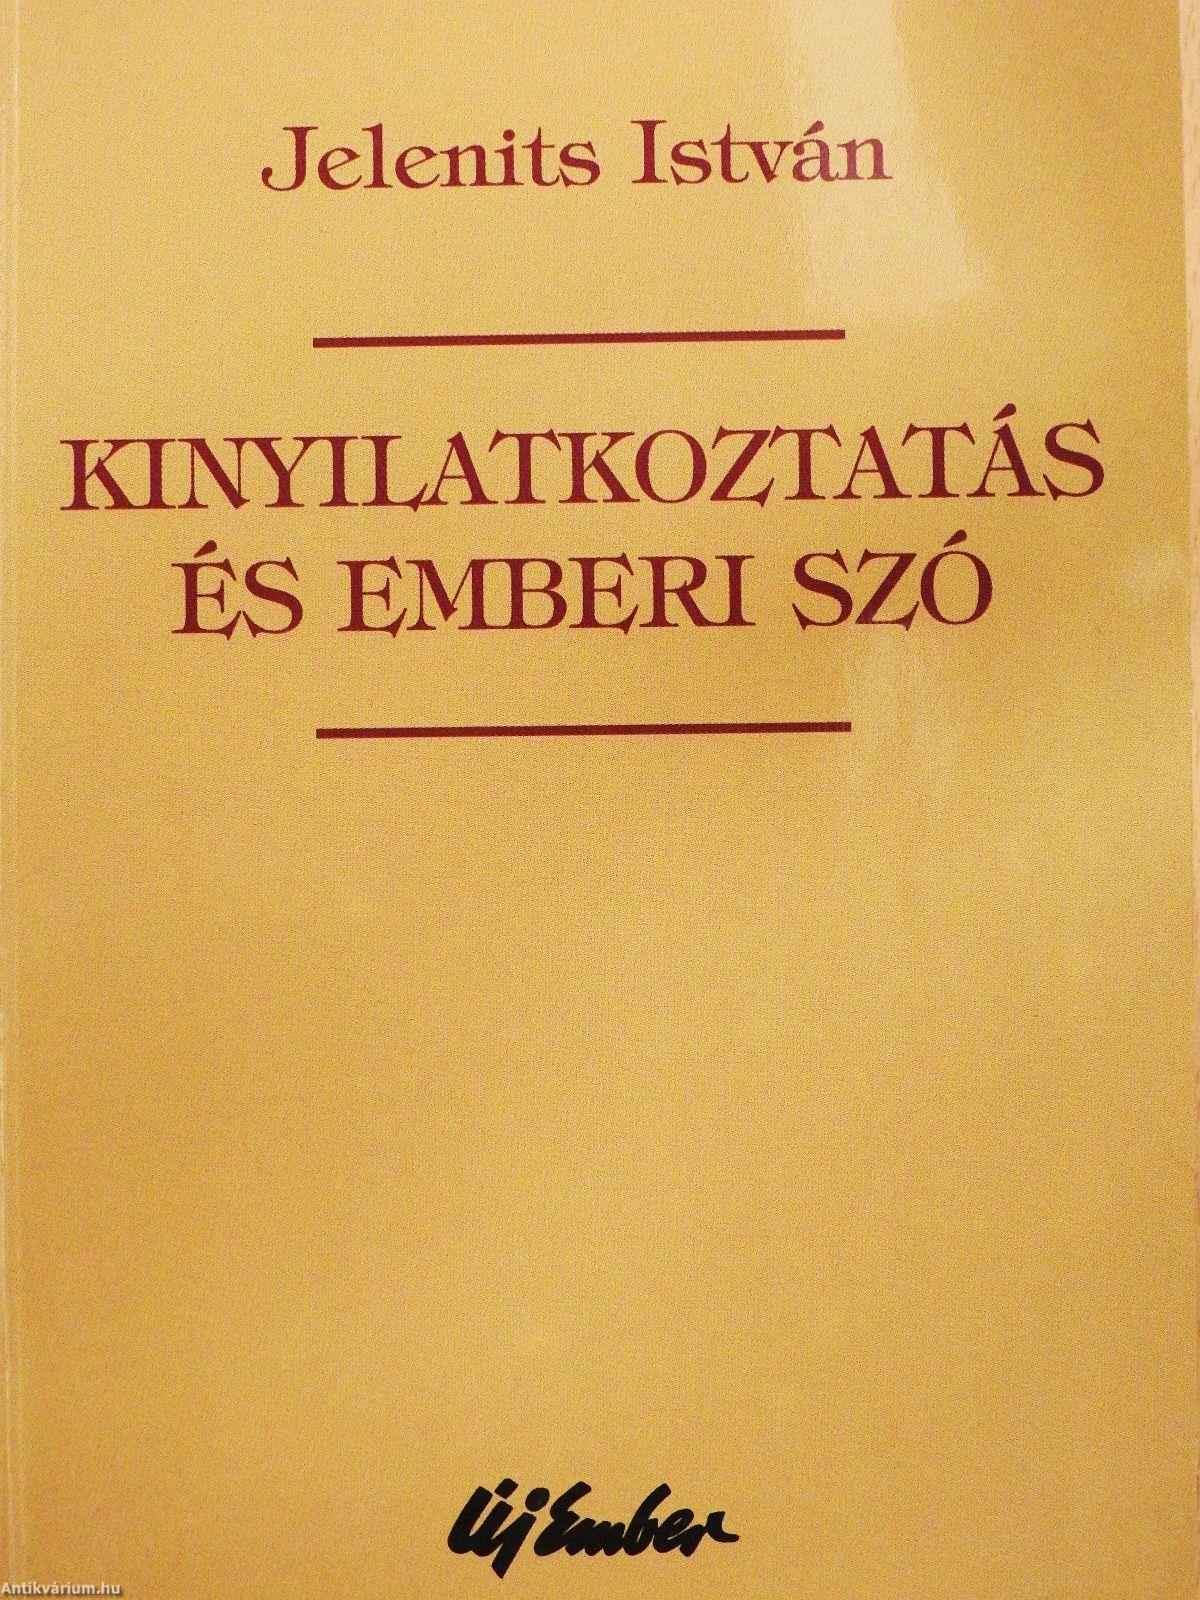 Jelenits István
KINYILATKOZTATÁS
ÉS EMBERI SZÓ
Új Ember
Antikvárium.hu